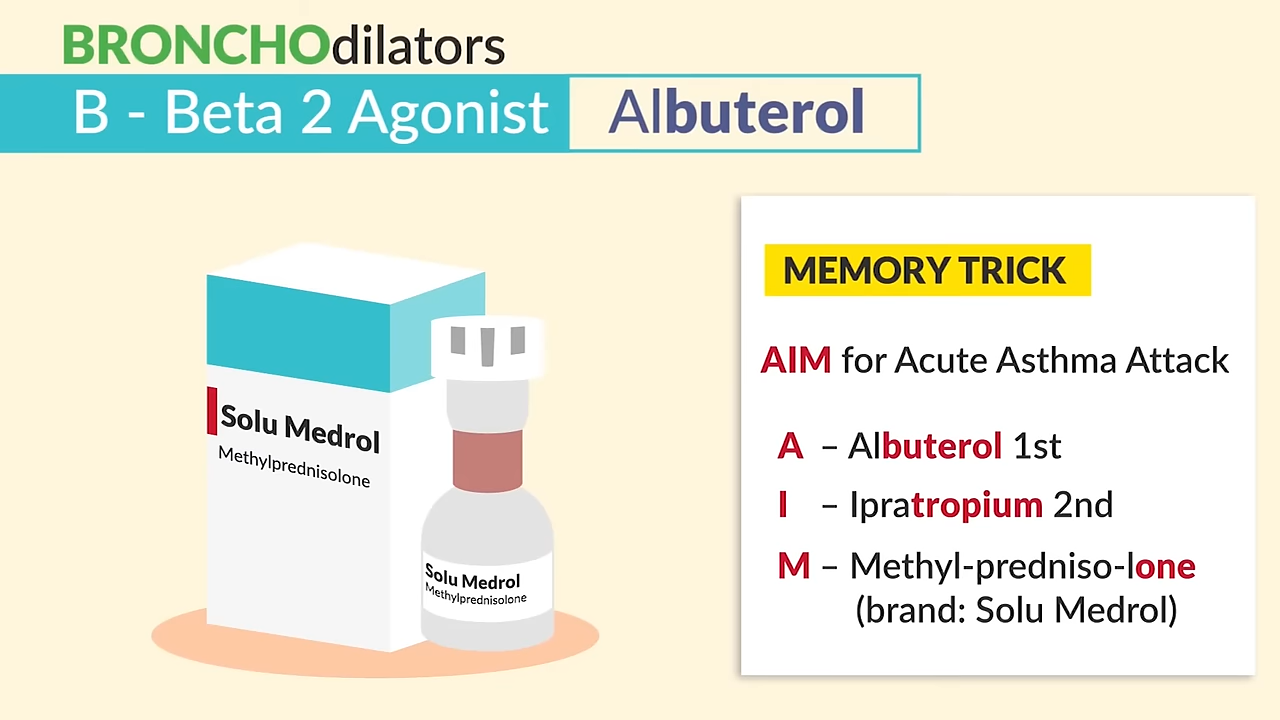 BRONCHOdilators
B - Beta 2 Agonist Albuterol
MEMORY TRICK
AIM for Acute Asthma Attack
A – Albuterol 1st
I – Ipratropium 2nd
M – Methyl-predniso-lone
(brand: Solu Medrol)
Solu Medrol
Methylprednisolone
Solu Medrol
Methylprednisolone